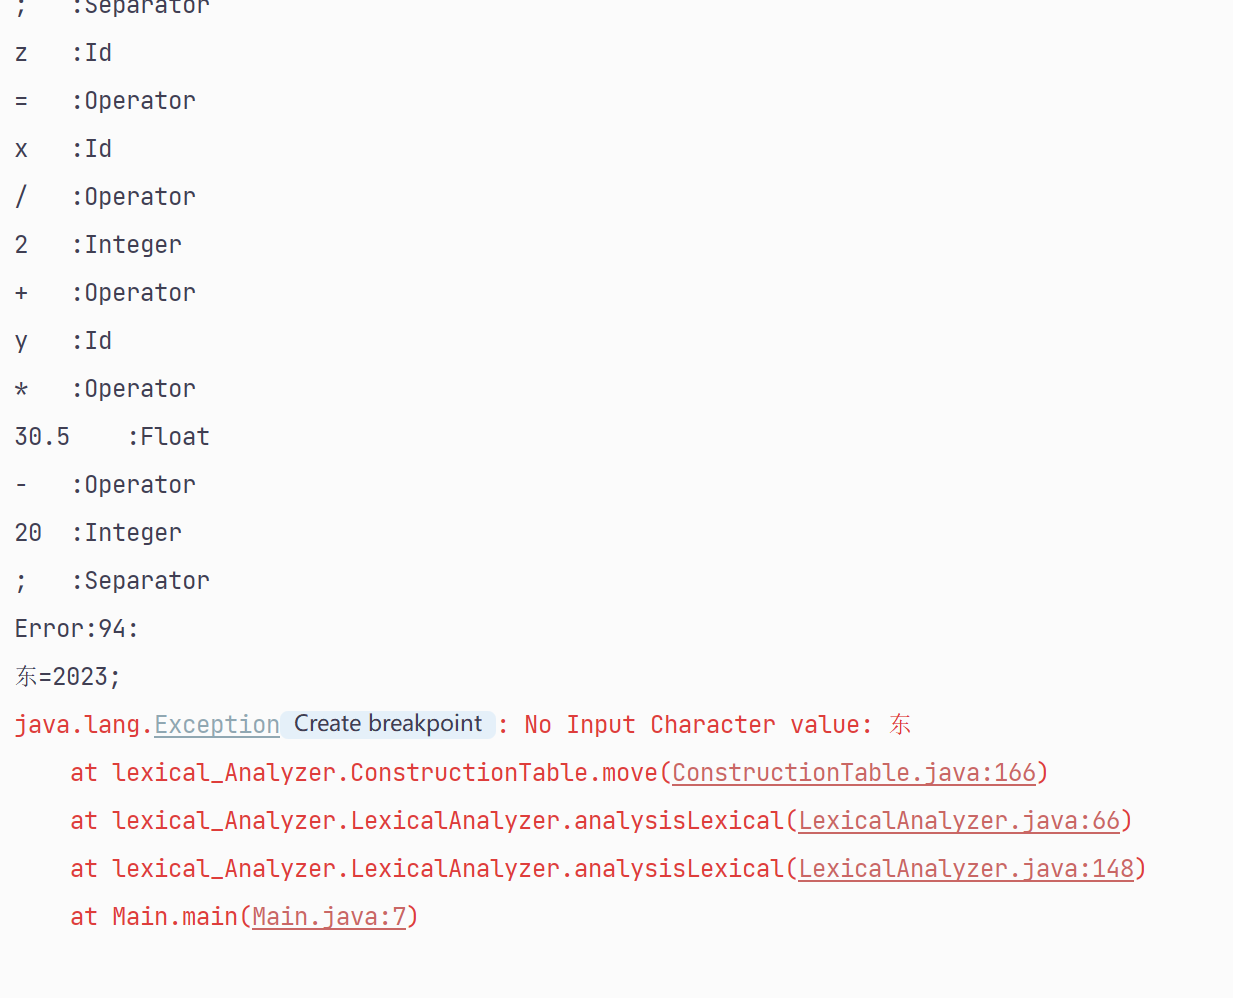 ;   :Separator
z   :Id
=   :Operator
x   :Id
/   :Operator
2   :Integer
+   :Operator
y   :Id
*   :Operator
30.5    :Float
-   :Operator
20  :Integer
;   :Separator
Error:94:
东=2023;
java.lang.Exception Create breakpoint : No Input Character value: 东
    at lexical_Analyzer.ConstructionTable.move(ConstructionTable.java:166)
    at lexical_Analyzer.LexicalAnalyzer.analysisLexical(LexicalAnalyzer.java:66)
    at lexical_Analyzer.LexicalAnalyzer.analysisLexical(LexicalAnalyzer.java:148)
    at Main.main(Main.java:7)